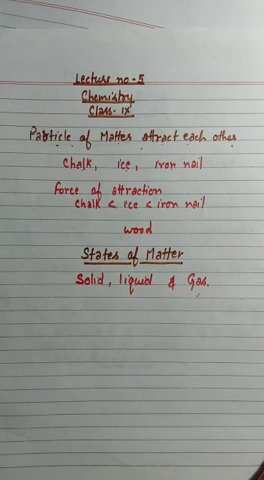 Lecture no-5
Chemistry
Class-IX
Particle of Matter attract each other
Chalk, ice, iron nail
force of attraction
Chalk < ice < iron nail
wood
States of Matter
Solid, liquid & Gas.